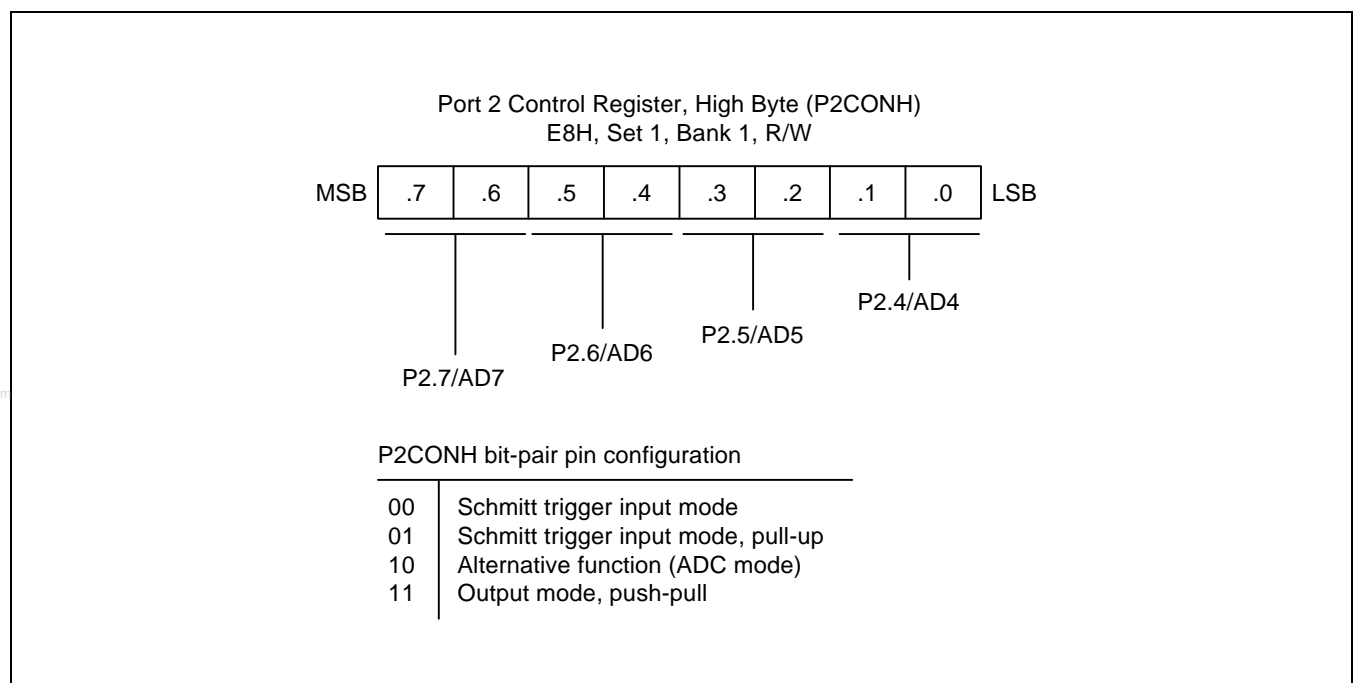 Port 2 Control Register, High Byte (P2CONH)
E8H, Set 1, Bank 1, R/W
MSB .7 .6 .5 .4 .3 .2 .1 .0 LSB
P2.4/AD4
P2.5/AD5
P2.6/AD6
P2.7/AD7
m
P2CONH bit-pair pin configuration
00 Schmitt trigger input mode
01 Schmitt trigger input mode, pull-up
10 Alternative function (ADC mode)
11 Output mode, push-pull